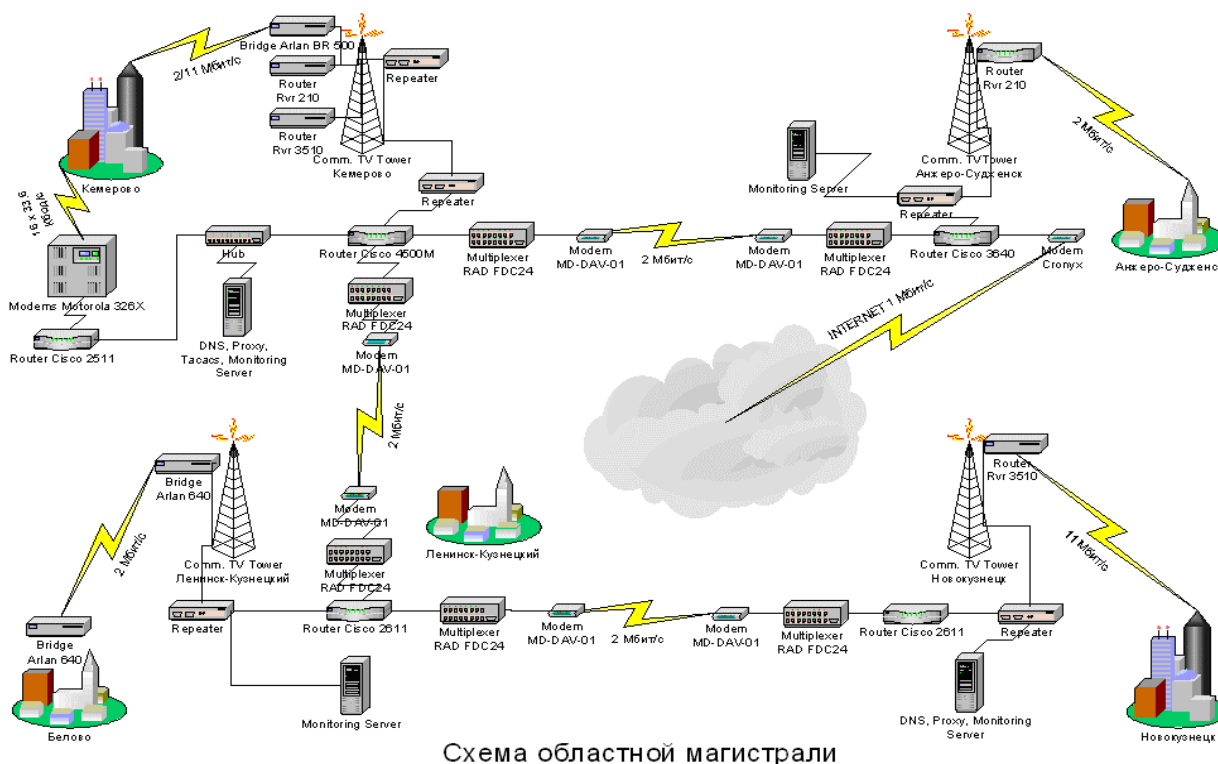 Bridge Arlan BR 500
2/11 Мбит/с
Repeater
Router
Rvr 210
Router
Rvr 3510
Comm. TV Tower
Кемерово
Кемерово
Repeater
16 x 33.6
Кбод/с
Modems Motorola 326X
Hub
Router Cisco 4500M
Multiplexer
RAD FDC24
Modem
MD-DAV-01
2 Мбит/с
Modem
MD-DAV-01
Multiplexer
RAD FDC24
Router Cisco 3640
Modem
Cronyx
Router
Rvr 210
2 Мбит/с
Monitoring Server
Comm. TV Tower
Анжеро-Судженск
Repeater
Анжеро-Судженс
Router Cisco 2511
DNS, Proxy,
Tacacs, Monitoring
Server
Multiplexer
RAD FDC24
Modem
MD-DAV-01
INTERNET 1 Мбит/с
2 Мбит/с
Bridge
Arlan 640
2 Мбит/с
Comm. TV Tower
Ленинск-Кузнецкий
Modem
MD-DAV-01
Multiplexer
RAD FDC24
Ленинск-Кузнецкий
Router
Rvr 3510
11 Мбит/с
Comm. TV Tower
Новокузнецк
Bridge
Arlan 640
Repeater
Router Cisco 2611
Multiplexer
RAD FDC24
Modem
MD-DAV-01
2 Мбит/с
Modem
MD-DAV-01
Multiplexer
RAD FDC24
Router Cisco 2611
Repeater
Белово
Monitoring Server
DNS, Proxy, Monitoring
Server
Новокузнецк
Схема областной магистрали